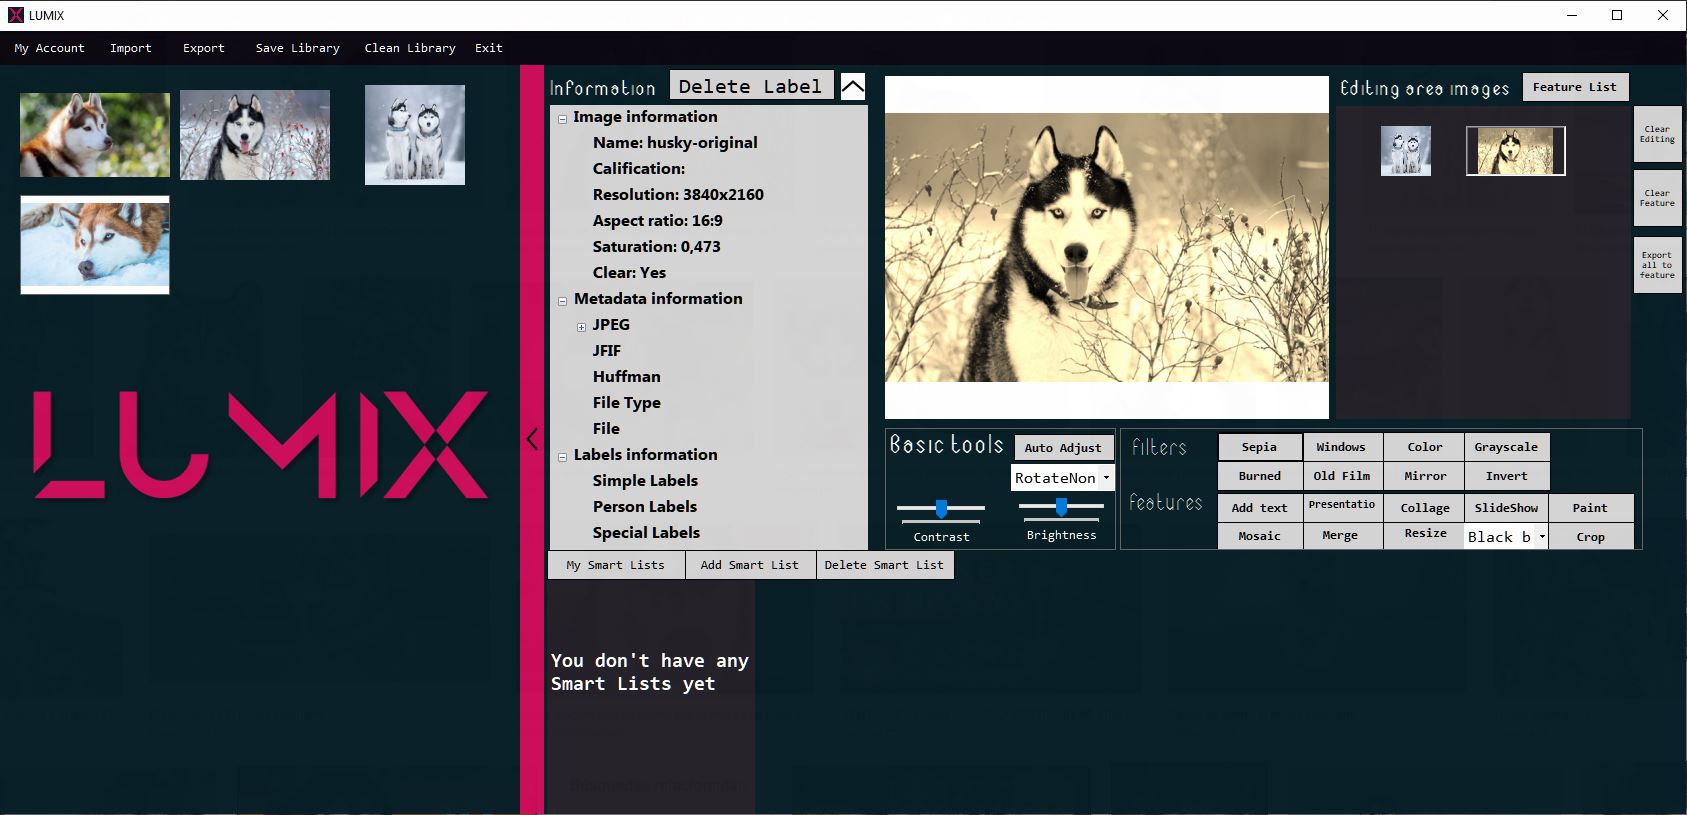 LUMIX
My Account Import Export Save Library Clean Library Exit
Information Delete Label
Image information
Name: husky-original
Calification:
Resolution: 3840x2160
Aspect ratio: 16:9
Saturation: 0,473
Clear: Yes
Metadata information
JPEG
JFIF
Huffman
File Type
File
Labels information
Simple Labels
Person Labels
Special Labels
LUMIX
Editing area images Feature List
Clear
Editing
Clear
Feature
Export
all to
feature
Basic tools Auto Adjust
RotateNon
Contrast
Brightness
filters
Sepia Windows Color Grayscale
Burned Old Film Mirror Invert
features
Add text Presentatio Collage SlideShow Paint
Mosaic Merge Resize Black b Crop
My Smart Lists Add Smart List Delete Smart List
You don't have any
Smart Lists yet